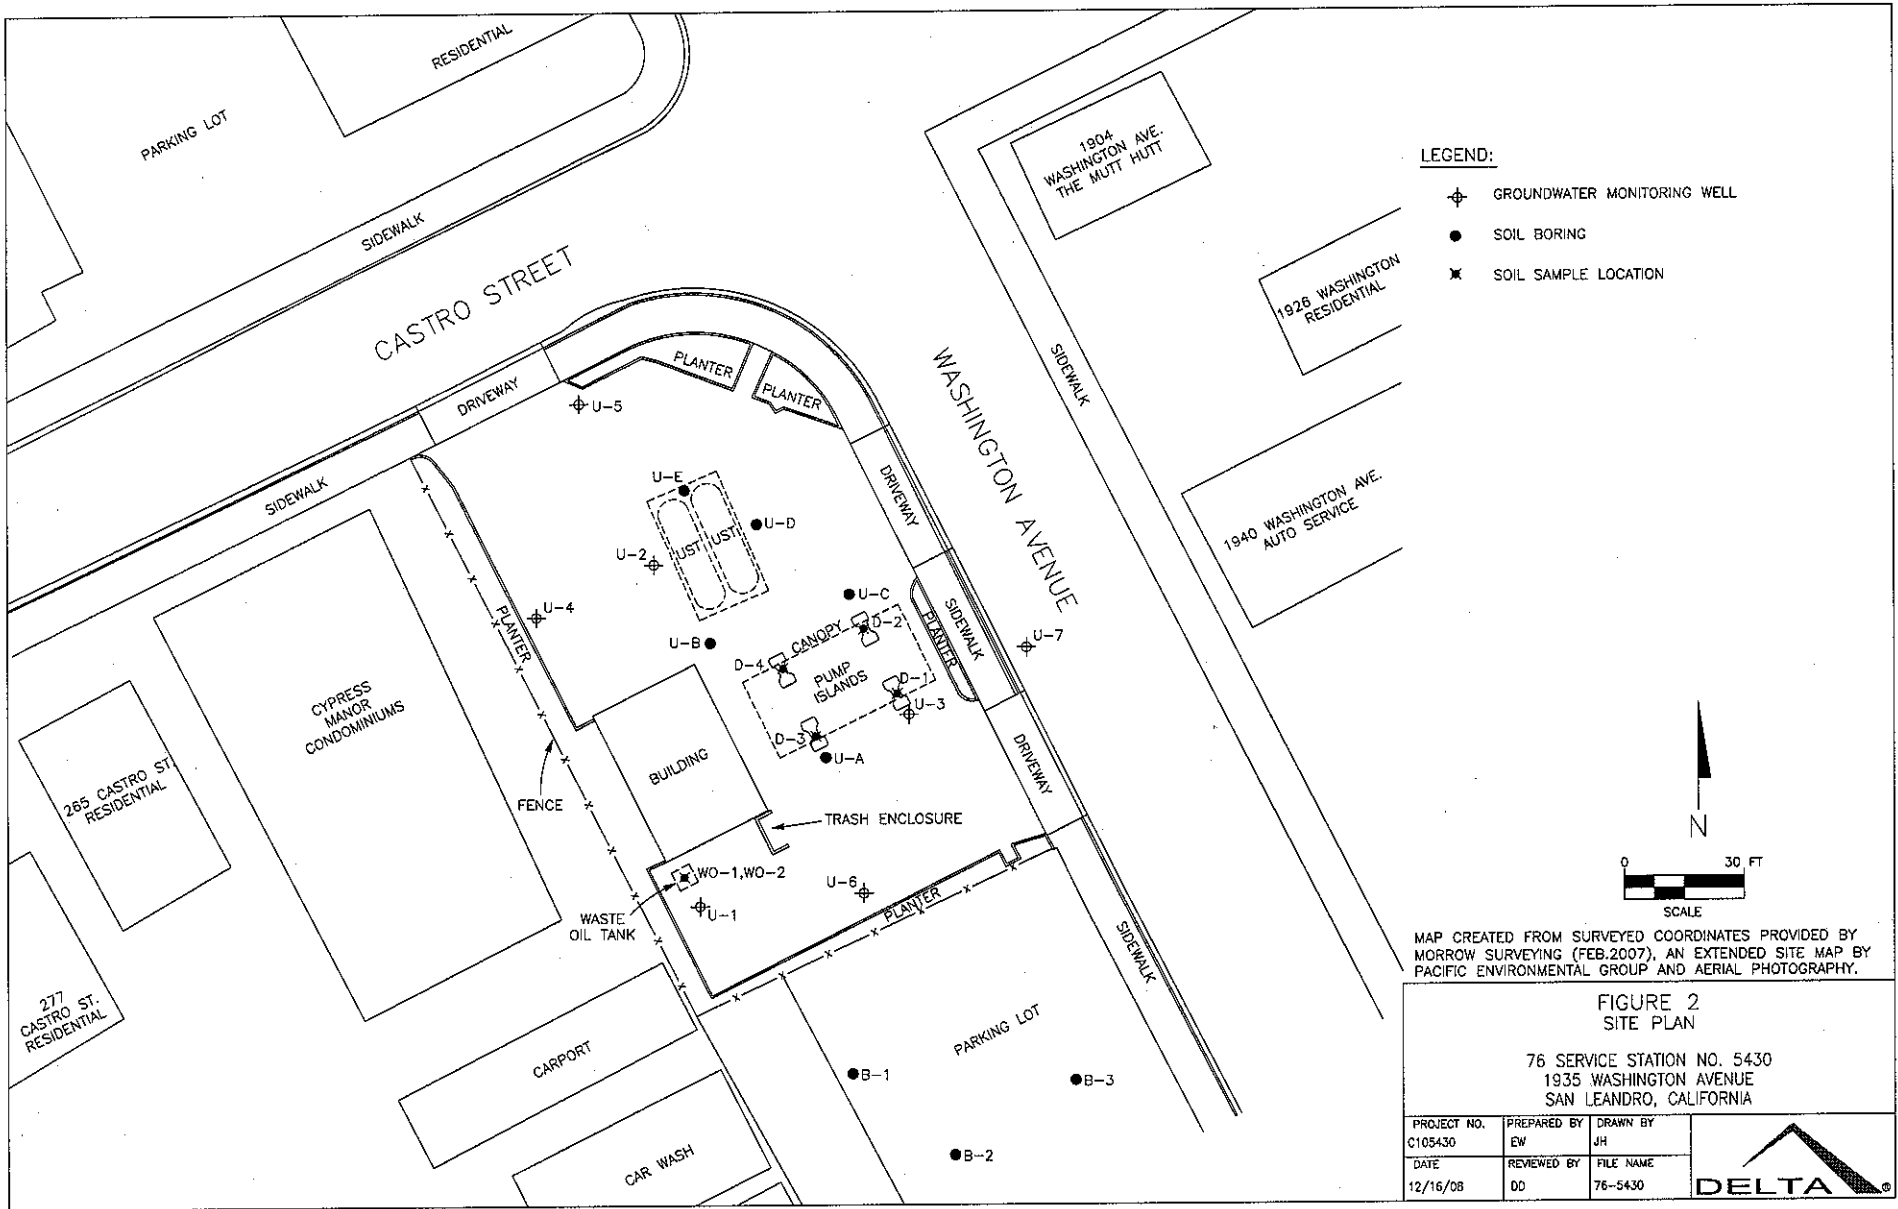 RESIDENTIAL
PARKING LOT
SIDEWALK
CASTRO STREET
1904
WASHINGTON AVE.
THE MUTT HUTT
1926 WASHINGTON
RESIDENTIAL
SIDEWALK
WASHINGTON AVENUE
1940 WASHINGTON AVE.
AUTO SERVICE
PLANTER
PLANTER
DRIVEWAY
U-5
SIDEWALK
DRIVEWAY
U-E
U-D
UST
UST
U-2
U-4
U-C
PLANTER
U-B
CANOPY
D-2
D-4
PUMP
ISLANDS
D-1
U-3
D-3
U-A
SIDEWALK
PLANTER
U-7
DRIVEWAY
CYPRESS
MANOR
CONDOMINIUMS
265 CASTRO ST.
RESIDENTIAL
BUILDING
FENCE
TRASH ENCLOSURE
WO-1,WO-2
U-6
PLANTER
U-1
WASTE
OIL TANK
SIDEWALK
277
CASTRO ST.
RESIDENTIAL
CARPORT
PARKING LOT
B-1
B-3
B-2
CAR WASH
LEGEND:
GROUNDWATER MONITORING WELL
SOIL BORING
SOIL SAMPLE LOCATION
N
0 30 FT
SCALE
MAP CREATED FROM SURVEYED COORDINATES PROVIDED BY
MORROW SURVEYING (FEB.2007), AN EXTENDED SITE MAP BY
PACIFIC ENVIRONMENTAL GROUP AND AERIAL PHOTOGRAPHY.
FIGURE 2
SITE PLAN
76 SERVICE STATION NO. 5430
1935 WASHINGTON AVENUE
SAN LEANDRO, CALIFORNIA
PROJECT NO. PREPARED BY DRAWN BY
C105430 EW JH
DATE REVIEWED BY FILE NAME
12/16/08 DD 76-5430
DELTA ®